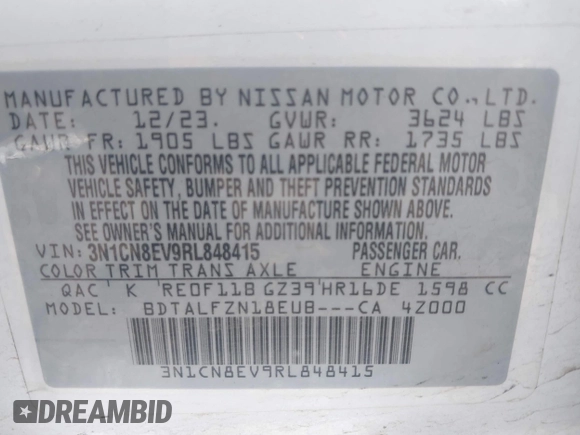 MANUFACTURED BY NISSAN MOTOR CO.,LTD.
DATE: 12/23. GVWR: 3624 LBS
GAWR FR: 1905 LBS GAWR RR: 1735 LBS
THIS VEHICLE CONFORMS TO ALL APPLICABLE FEDERAL MOTOR
VEHICLE SAFETY, BUMPER AND THEFT PREVENTION STANDARDS
IN EFFECT ON THE DATE OF MANUFACTURE SHOWN ABOVE.
SEE OWNER'S MANUAL FOR ADDITIONAL INFORMATION.
VIN: 3N1CN8EV9RL848415 PASSENGER CAR.
COLOR TRIM TRANS AXLE ENGINE
QAC K RE0F11B GZ39 HR16DE 1598 CC
MODEL: BDTALFZN18EUB---CA 4Z000
3N1CN8EV9RL848415
DREAMBID
dreambid.com